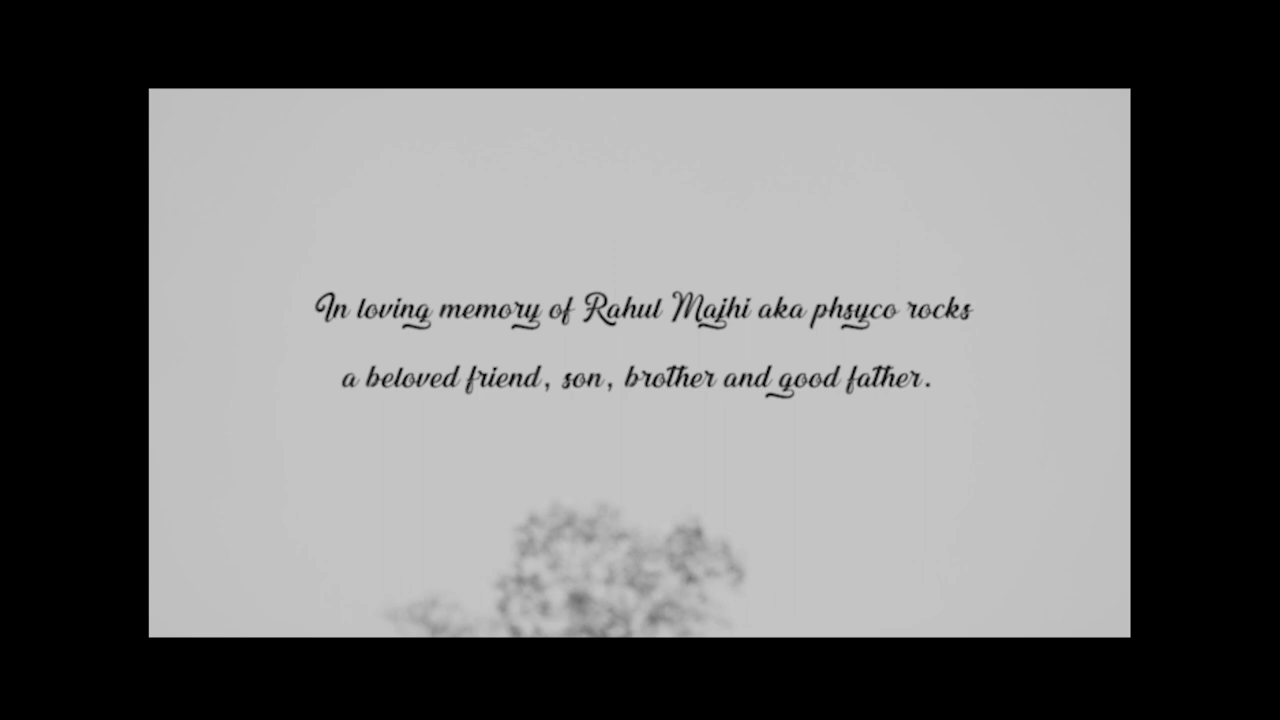 In loving memory of Rahul Majhi aka phsyco rocks
a beloved friend, son, brother and good father.